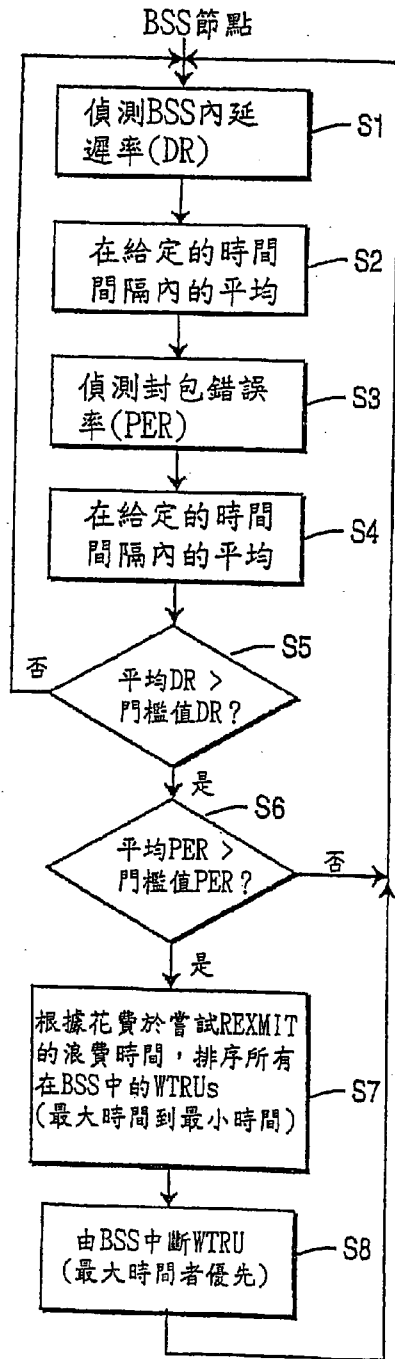 BSS節點
偵測BSS內延
遲率(DR)
S1
在給定的時間
間隔內的平均
S2
偵測封包錯誤
率(PER)
S3
在給定的時間
間隔內的平均
S4
S5
否
平均DR >
門檻值DR?
是
S6
平均PER >
門檻值PER?
否
是
根據花費於嘗試REXMIT
的浪費時間,排序所有
在BSS中的WTRUs
(最大時間到最小時間)
S7
由BSS中斷WTRU
(最大時間者優先)
S8